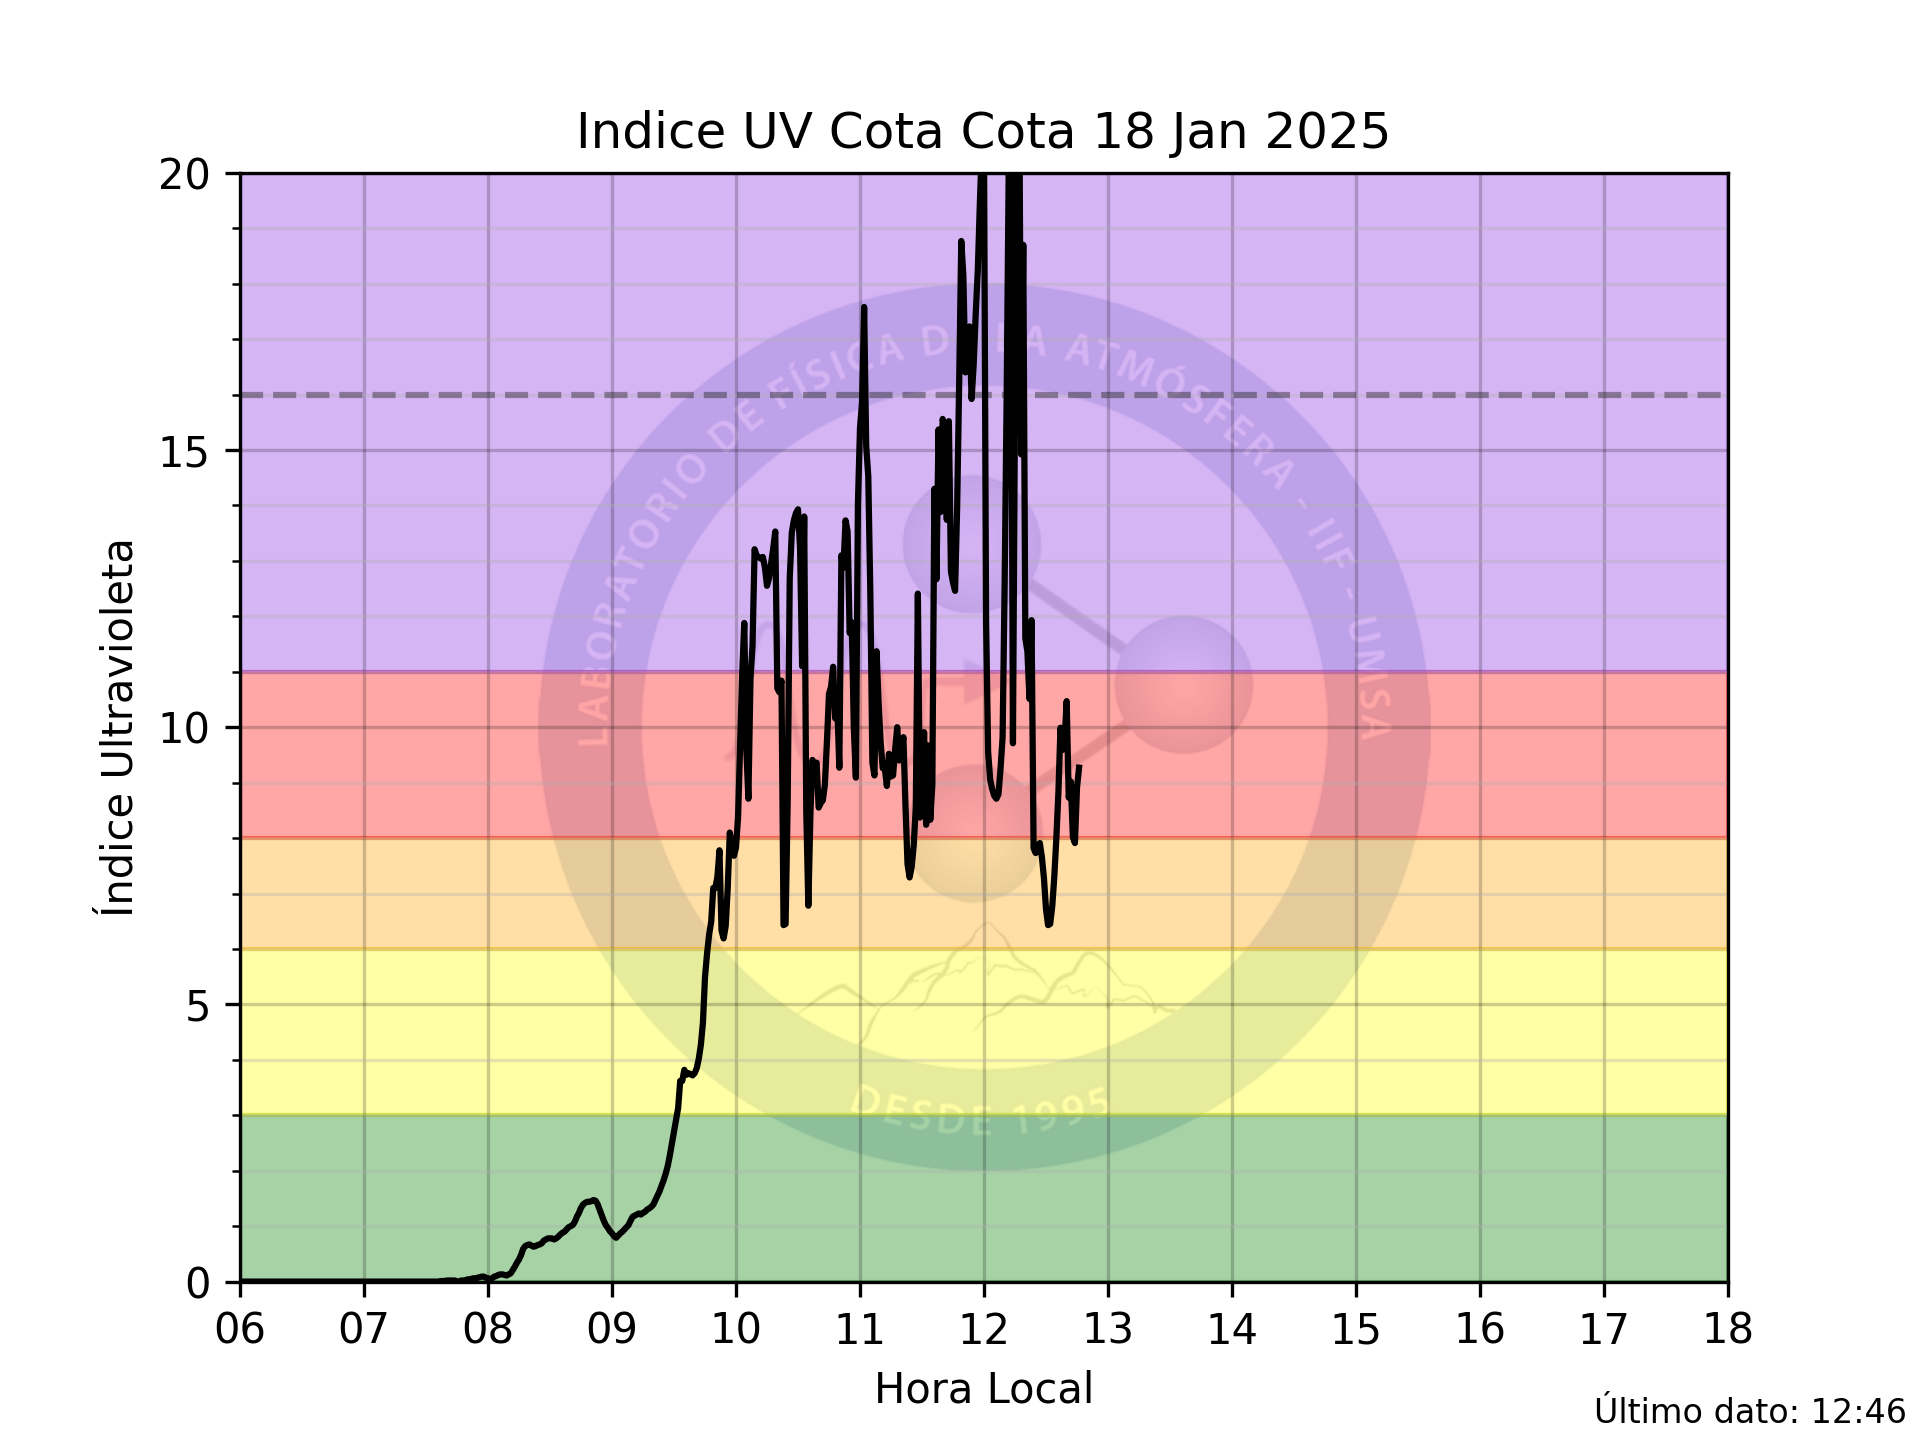 Indice UV Cota Cota 18 Jan 2025
20
15
10
5
0
Índice Ultravioleta
LABORATORIO DE FÍSICA DE LA ATMÓSFERA - IIF - UMSA
DESDE 1995
06 07 08 09 10 11 12 13 14 15 16 17 18
Hora Local
Último dato: 12:46